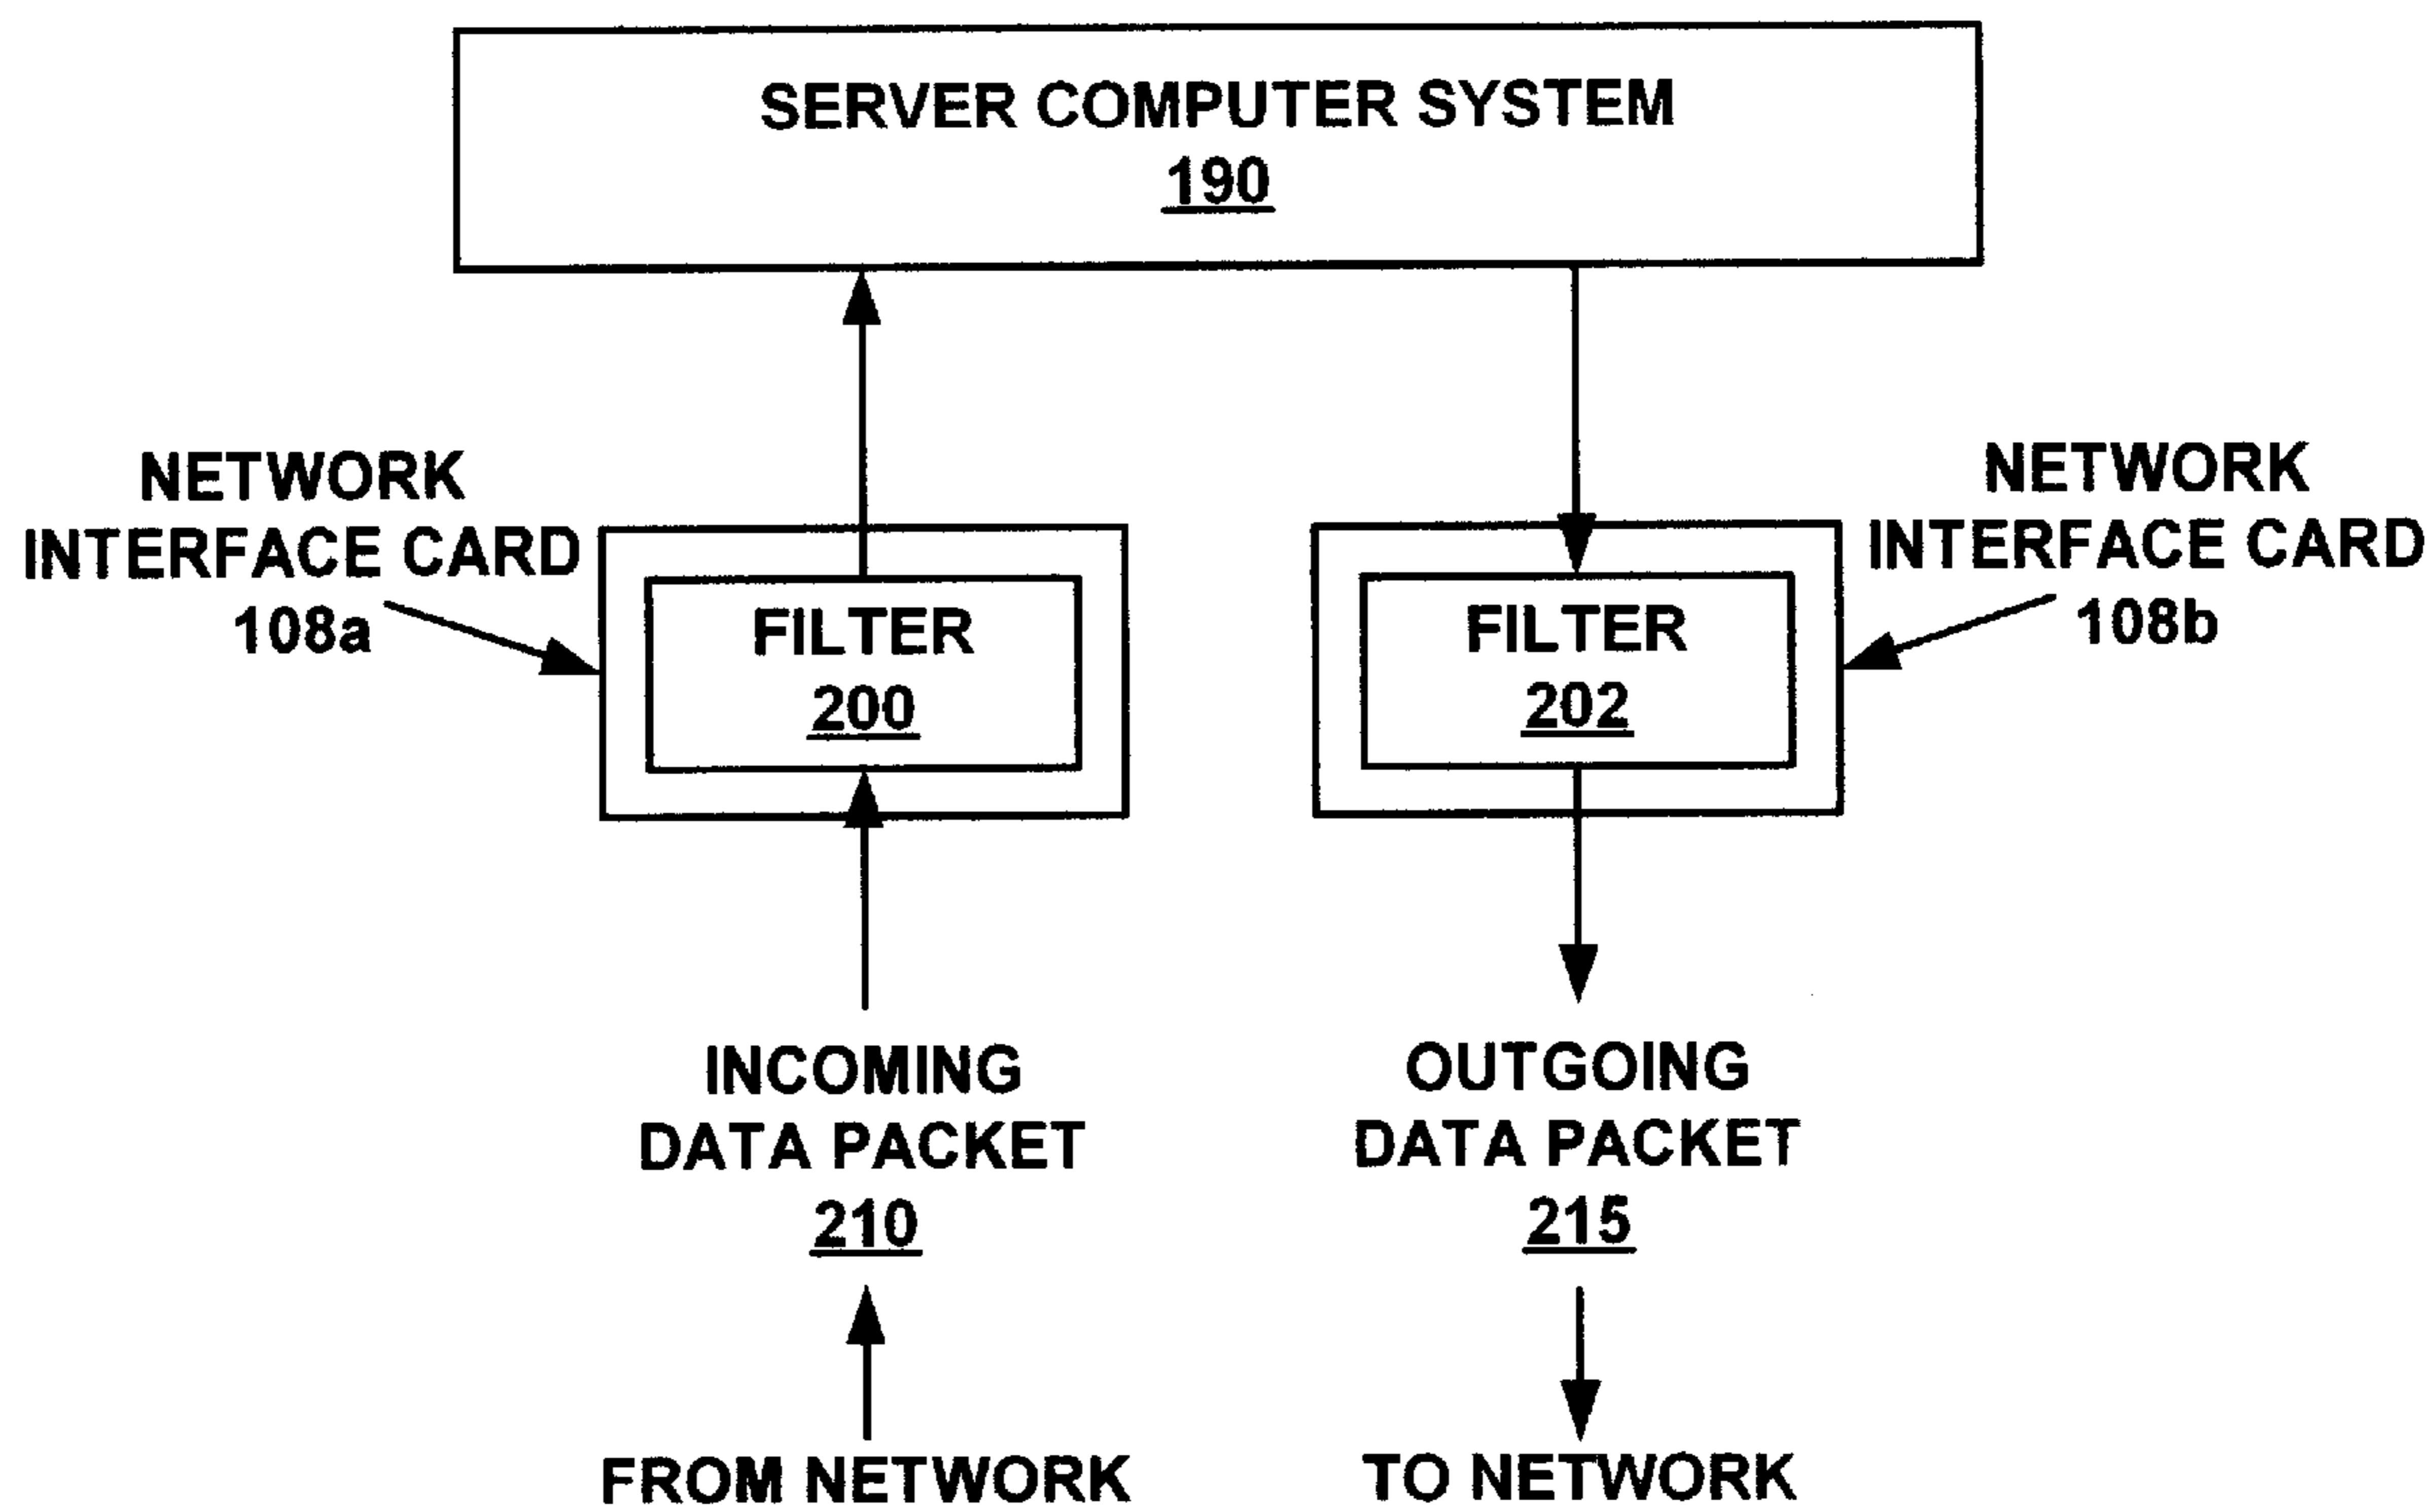 SERVER COMPUTER SYSTEM
190
NETWORK
INTERFACE CARD
108a
FILTER
200
FILTER
202
NETWORK
INTERFACE CARD
108b
INCOMING
DATA PACKET
210
OUTGOING
DATA PACKET
215
FROM NETWORK
TO NETWORK